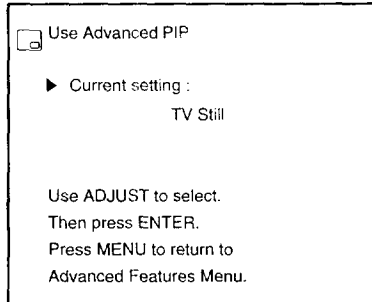 Use Advanced PIP
▶ Current setting :
TV Still
Use ADJUST to select.
Then press ENTER.
Press MENU to return to
Advanced Features Menu.